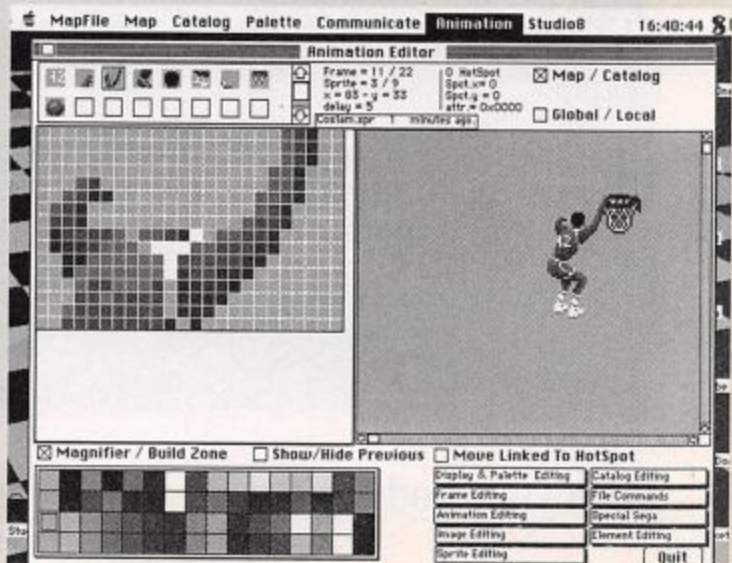 MapFile Map Catalog Palette Communicate Animation Studio8 16:40:44
Animation Editor
Frame = 11 / 22
Sprite = 3 / 9
x = 83 - y = 33
delay = 5
0 HotSpot
Spot.x= 0
Spot.y = 0
attr.= 0x0000
Coslam.spr 1 minutes ago.
Map / Catalog
Global / Local
Magnifier / Build Zone Show/Hide Previous Move Linked To HotSpot
Display & Palette Editing Catalog Editing
Frame Editing File Commands
Animation Editing Special Sega
Image Editing Element Editing
Sprite Editing Quit